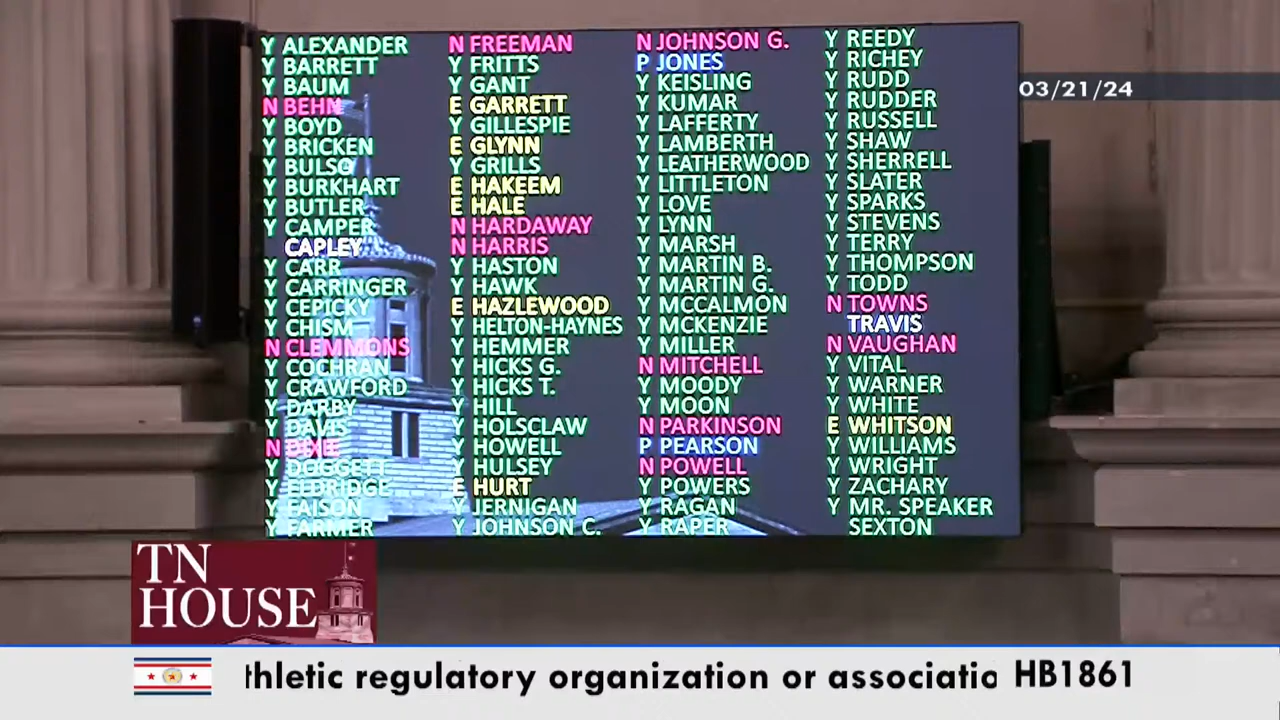 Y ALEXANDER
Y BARRETT
Y BAUM
N BEHN
Y BOYD
Y BRICKEN
Y BULSO
Y BURKHART
Y BUTLER
Y CAMPER
CAPLEY
Y CARR
Y CARRINGER
Y CEPICKY
Y CHISM
N CLEMMONS
Y COCHRAN
Y CRAWFORD
Y DARBY
Y DAVIS
N DIXIE
Y DOGGETT
Y ELDRIDGE
Y FAISON
Y FARMER
N FREEMAN
Y FRITTS
Y GANT
E GARRETT
Y GILLESPIE
E GLYNN
Y GRILLS
E HAKEEM
E HALE
N HARDAWAY
N HARRIS
Y HASTON
Y HAWK
E HAZLEWOOD
Y HELTON-HAYNES
Y HEMMER
Y HICKS G.
Y HICKS T.
Y HILL
Y HOLSCLAW
Y HOWELL
Y HULSEY
E HURT
Y JERNIGAN
Y JOHNSON C.
N JOHNSON G.
P JONES
Y KEISLING
Y KUMAR
Y LAFFERTY
Y LAMBERTH
Y LEATHERWOOD
Y LITTLETON
Y LOVE
Y LYNN
Y MARSH
Y MARTIN B.
Y MARTIN G.
Y MCCALMON
Y MCKENZIE
Y MILLER
N MITCHELL
Y MOODY
Y MOON
N PARKINSON
P PEARSON
N POWELL
Y POWERS
Y RAGAN
Y RAPER
Y REEDY
Y RICHEY
Y RUDD
Y RUDDER
Y RUSSELL
Y SHAW
Y SHERRELL
Y SLATER
Y SPARKS
Y STEVENS
Y TERRY
Y THOMPSON
Y TODD
N TOWNS
TRAVIS
N VAUGHAN
Y VITAL
Y WARNER
Y WHITE
E WHITSON
Y WILLIAMS
Y WRIGHT
Y ZACHARY
Y MR. SPEAKER
SEXTON
03/21/24
TN
HOUSE
thletic regulatory organization or associatio
HB1861